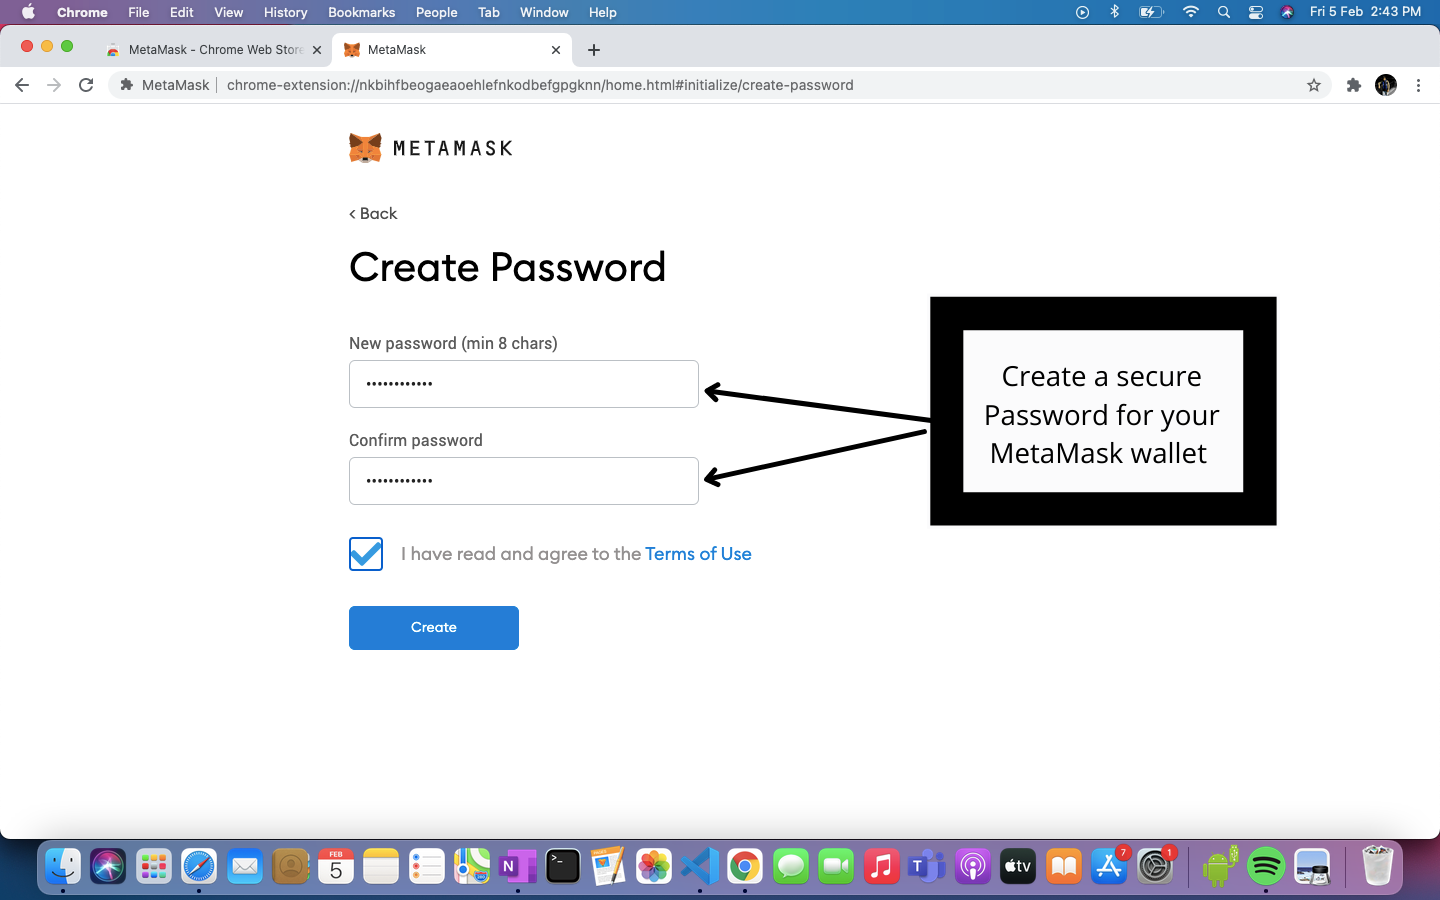 Chrome File Edit View History Bookmarks People Tab Window Help Fri 5 Feb 2:43 PM
MetaMask - Chrome Web Store MetaMask
MetaMask chrome-extension://nkbihfbeogaeaoehlefnkodbefgpgknn/home.html#initialize/create-password
METAMASK
< Back
Create Password
New password (min 8 chars)
••••••••••••
Confirm password
••••••••••••
I have read and agree to the Terms of Use
Create
Create a secure
Password for your
MetaMask wallet
FEB
5
N
>_
280
T
tv
7
1